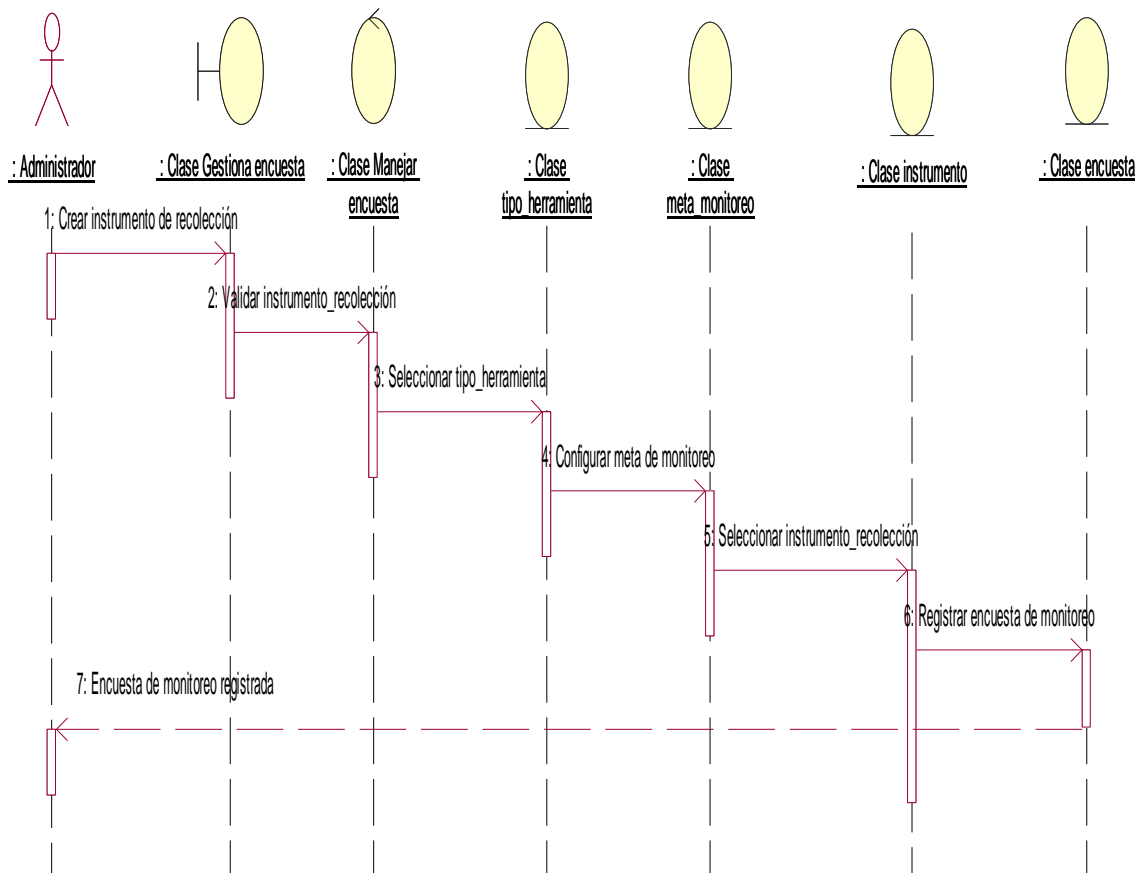 : Administrador
: Clase Gestiona encuesta
: Clase Manejar
encuesta
: Clase
tipo_herramienta
: Clase
meta_monitoreo
: Clase instrumento
: Clase encuesta
1: Crear instrumento de recolección
2: Validar instrumento_recolección
3: Seleccionar tipo_herramienta
4: Configurar meta de monitoreo
5: Seleccionar instrumento_recolección
6: Registrar encuesta de monitoreo
7: Encuesta de monitoreo registrada